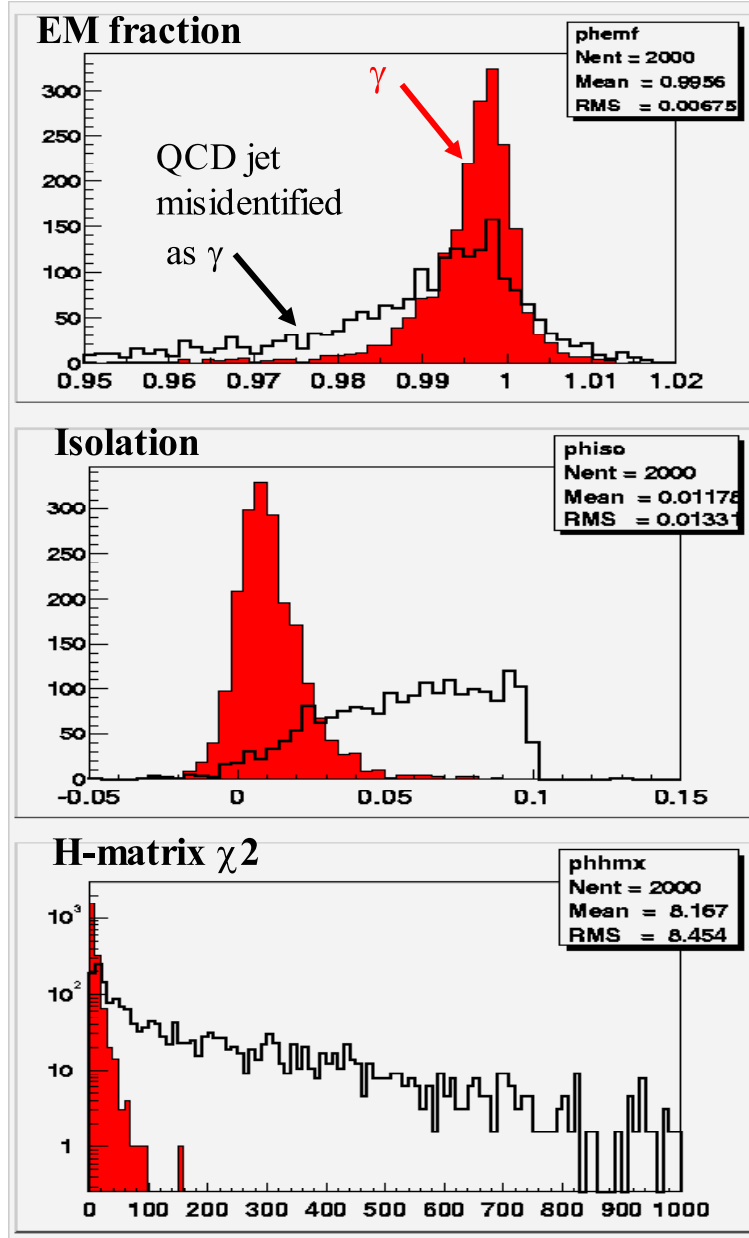 EM fraction
phemf
Nent = 2000
Mean = 0.9956
RMS = 0.00675
γ
QCD jet
misidentified
as γ
300
250
200
150
100
50
0
0.95 0.96 0.97 0.98 0.99 1 1.01 1.02
Isolation
phiso
Nent = 2000
Mean = 0.01178
RMS = 0.01331
300
250
200
150
100
50
0
-0.05 0 0.05 0.1 0.15
H-matrix χ2
phhmx
Nent = 2000
Mean = 8.167
RMS = 8.454
10³
10²
10
1
0 100 200 300 400 500 600 700 800 900 1000